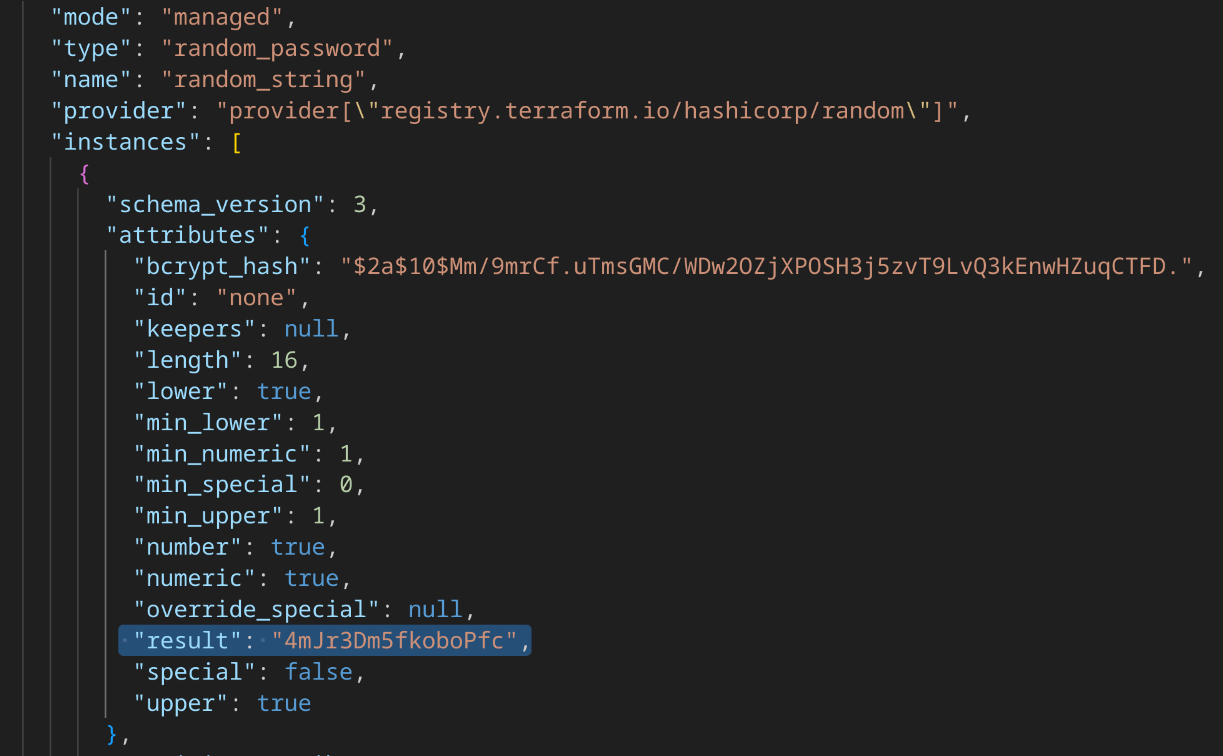 "mode": "managed",
"type": "random_password",
"name": "random_string",
"provider": "provider[\"registry.terraform.io/hashicorp/random\"]",
"instances": [
{
"schema_version": 3,
"attributes": {
"bcrypt_hash": "$2a$10$Mm/9mrCf.uTmsGMC/WDw2OZjXPOSH3j5zvT9LvQ3kEnwHZuqCTFD.",
"id": "none",
"keepers": null,
"length": 16,
"lower": true,
"min_lower": 1,
"min_numeric": 1,
"min_special": 0,
"min_upper": 1,
"number": true,
"numeric": true,
"override_special": null,
"result": "4mJr3Dm5fkoboPfc",
"special": false,
"upper": true
},